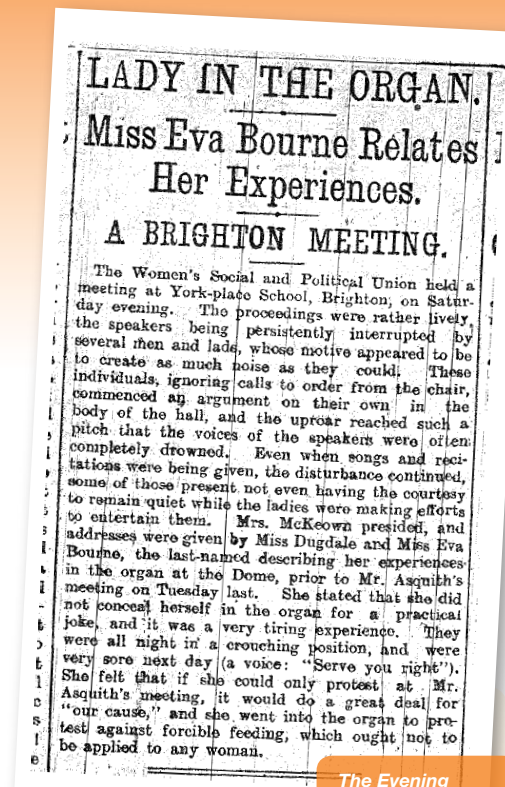 LADY IN THE ORGAN.
Miss Eva Bourne Relates
Her Experiences.
A BRIGHTON MEETING.
The Women's Social and Political Union held a
meeting at York-place School, Brighton, on Satur-
day evening. The proceedings were rather lively,
the speakers being persistently interrupted by
several men and lads, whose motive appeared to be
to create as much noise as they could. These
individuals, ignoring calls to order from the chair,
commenced an argument on their own in the
body of the hall, and the uproar reached such a
pitch that the voices of the speakers were often
completely drowned. Even when songs and reci-
tations were being given, the disturbance continued,
some of those present not even having the courtesy
to remain quiet while the ladies were making efforts
to entertain them. Mrs. McKeown presided, and
addresses were given by Miss Dugdale and Miss Eva
Bourne, the last-named describing her experiences
in the organ at the Dome, prior to Mr. Asquith's
meeting on Tuesday last. She stated that she did
not conceal herself in the organ for a practical
joke, and it was a very tiring experience. They
were all night in a crouching position, and were
very sore next day (a voice: "Serve you right").
She felt that if she could only protest at Mr.
Asquith's meeting, it would do a great deal for
"our cause," and she went into the organ to pro-
test against forcible feeding, which ought not to
be applied to any woman.
The Evening